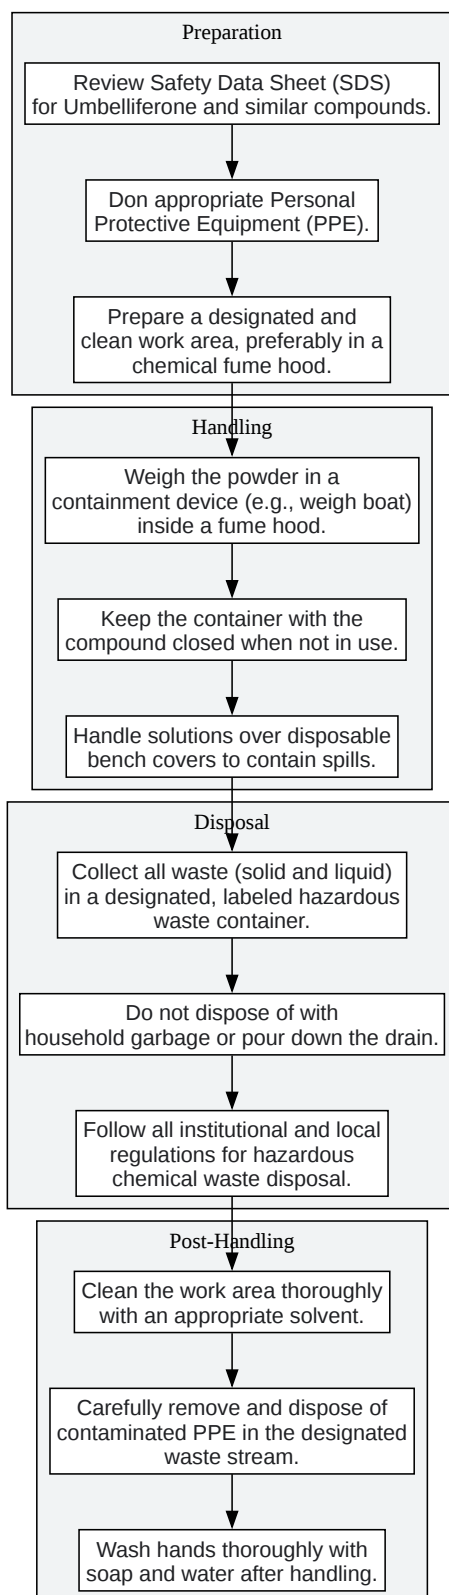 Preparation
Review Safety Data Sheet (SDS)
for Umbelliferone and similar compounds.
Don appropriate Personal
Protective Equipment (PPE).
Prepare a designated and
clean work area, preferably in a
chemical fume hood.
Handling
Weigh the powder in a
containment device (e.g., weigh boat)
inside a fume hood.
Keep the container with the
compound closed when not in use.
Handle solutions over disposable
bench covers to contain spills.
Disposal
Collect all waste (solid and liquid)
in a designated, labeled hazardous
waste container.
Do not dispose of with
household garbage or pour down the drain.
Follow all institutional and local
regulations for hazardous
chemical waste disposal.
Post-Handling
Clean the work area thoroughly
with an appropriate solvent.
Carefully remove and dispose of
contaminated PPE in the designated
waste stream.
Wash hands thoroughly with
soap and water after handling.